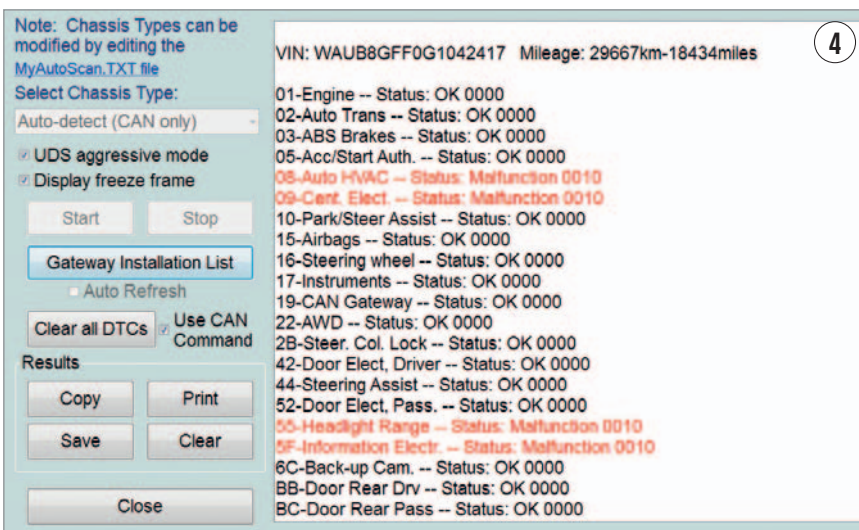 Note: Chassis Types can be
modified by editing the
MyAutoScan.TXT file
Select Chassis Type:
Auto-detect (CAN only)
UDS aggressive mode
Display freeze frame
Start
Stop
Gateway Installation List
Auto Refresh
Clear all DTCs
Use CAN
Command
Results
Copy
Print
Save
Clear
Close
4
VIN: WAUB8GFF0G1042417 Mileage: 29667km-18434miles
01-Engine -- Status: OK 0000
02-Auto Trans -- Status: OK 0000
03-ABS Brakes -- Status: OK 0000
05-Acc/Start Auth. -- Status: OK 0000
08-Auto HVAC -- Status: Malfunction 0010
09-Cent. Elect. -- Status: Malfunction 0010
10-Park/Steer Assist -- Status: OK 0000
15-Airbags -- Status: OK 0000
16-Steering wheel -- Status: OK 0000
17-Instruments -- Status: OK 0000
19-CAN Gateway -- Status: OK 0000
22-AWD -- Status: OK 0000
2B-Steer. Col. Lock -- Status: OK 0000
42-Door Elect, Driver -- Status: OK 0000
44-Steering Assist -- Status: OK 0000
52-Door Elect, Pass. -- Status: OK 0000
55-Headlight Range -- Status: Malfunction 0010
5F-Information Electr. -- Status: Malfunction 0010
6C-Back-up Cam. -- Status: OK 0000
BB-Door Rear Drv -- Status: OK 0000
BC-Door Rear Pass -- Status: OK 0000